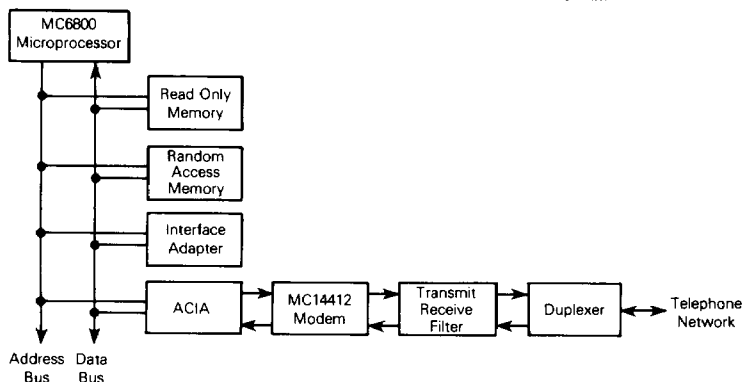 MC6800
Microprocessor
Read Only
Memory
Random
Access
Memory
Interface
Adapter
ACIA
MC14412
Modem
Transmit
Receive
Filter
Duplexer
Telephone
Network
Address
Bus
Data
Bus